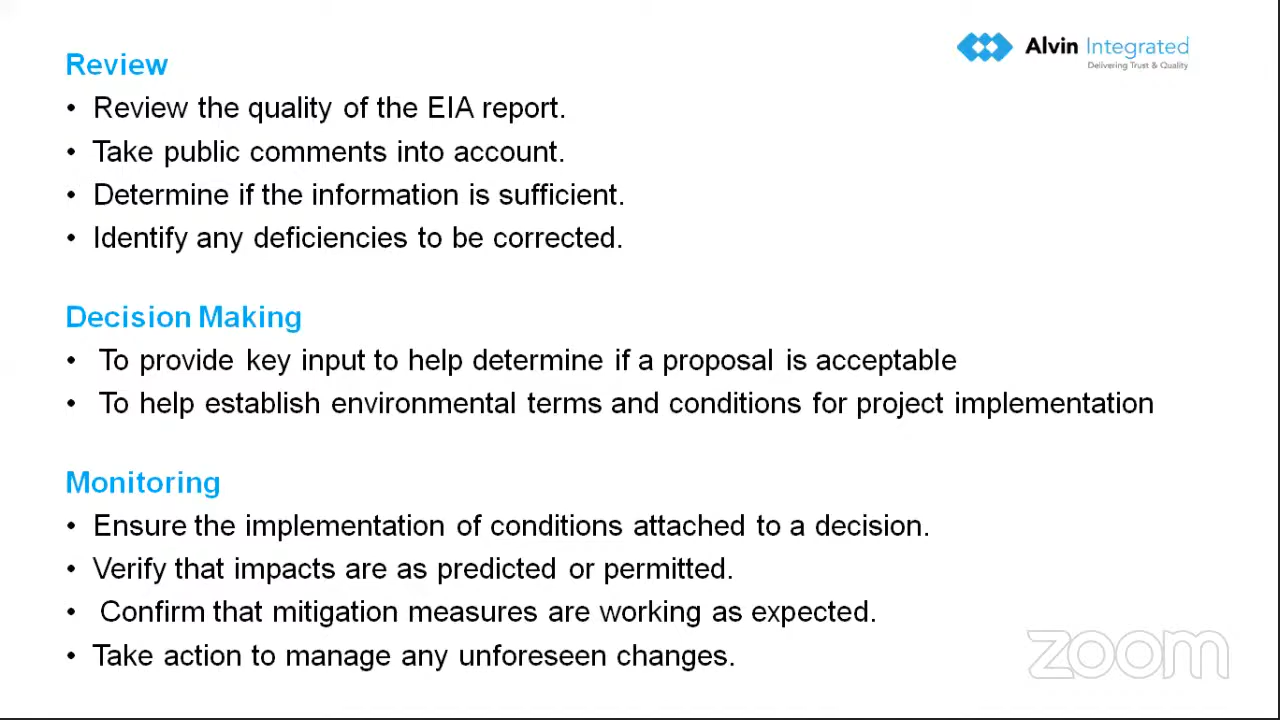 Alvin Integrated
Delivering Trust & Quality
Review
• Review the quality of the EIA report.
• Take public comments into account.
• Determine if the information is sufficient.
• Identify any deficiencies to be corrected.
Decision Making
• To provide key input to help determine if a proposal is acceptable
• To help establish environmental terms and conditions for project implementation
Monitoring
• Ensure the implementation of conditions attached to a decision.
• Verify that impacts are as predicted or permitted.
• Confirm that mitigation measures are working as expected.
• Take action to manage any unforeseen changes.
zoom